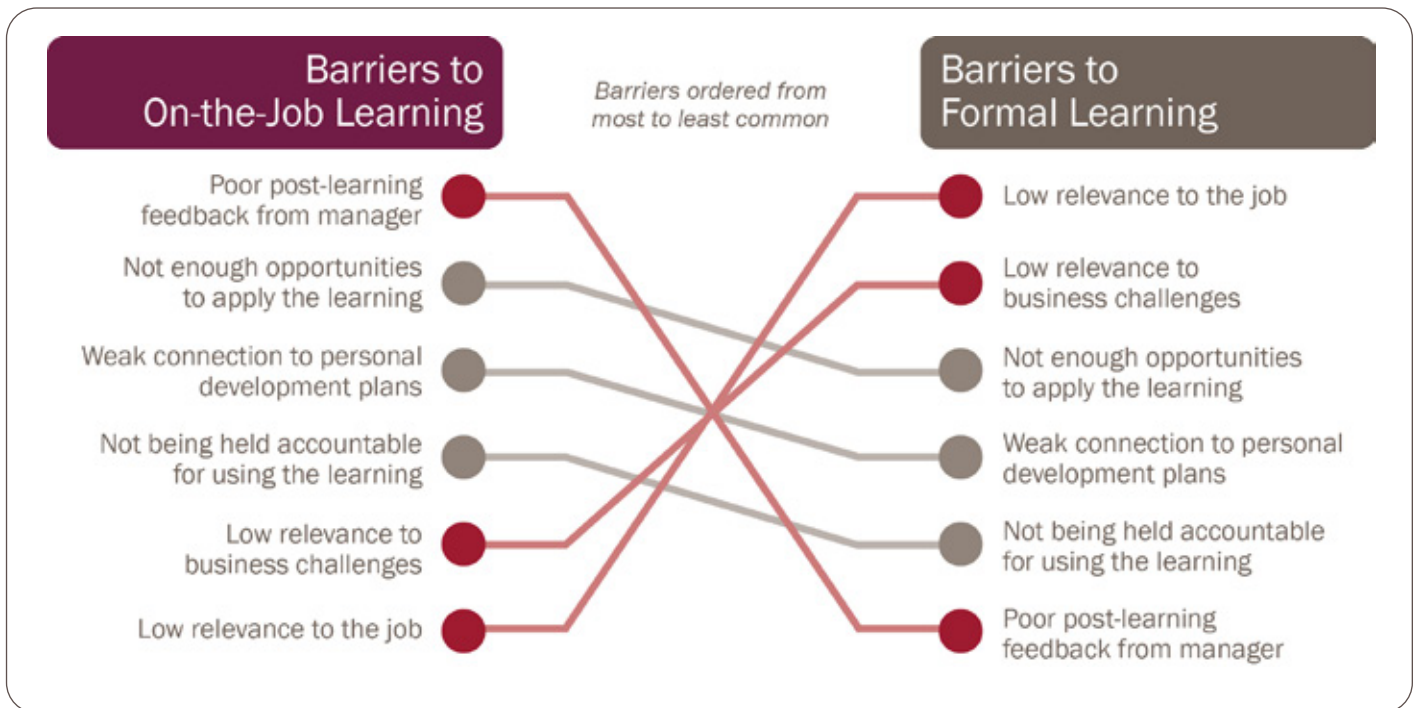 Barriers to
On-the-Job Learning
Barriers ordered from
most to least common
Barriers to
Formal Learning
Poor post-learning
feedback from manager
Not enough opportunities
to apply the learning
Weak connection to personal
development plans
Not being held accountable
for using the learning
Low relevance to
business challenges
Low relevance to the job
Low relevance to the job
Low relevance to
business challenges
Not enough opportunities
to apply the learning
Weak connection to personal
development plans
Not being held accountable
for using the learning
Poor post-learning
feedback from manager